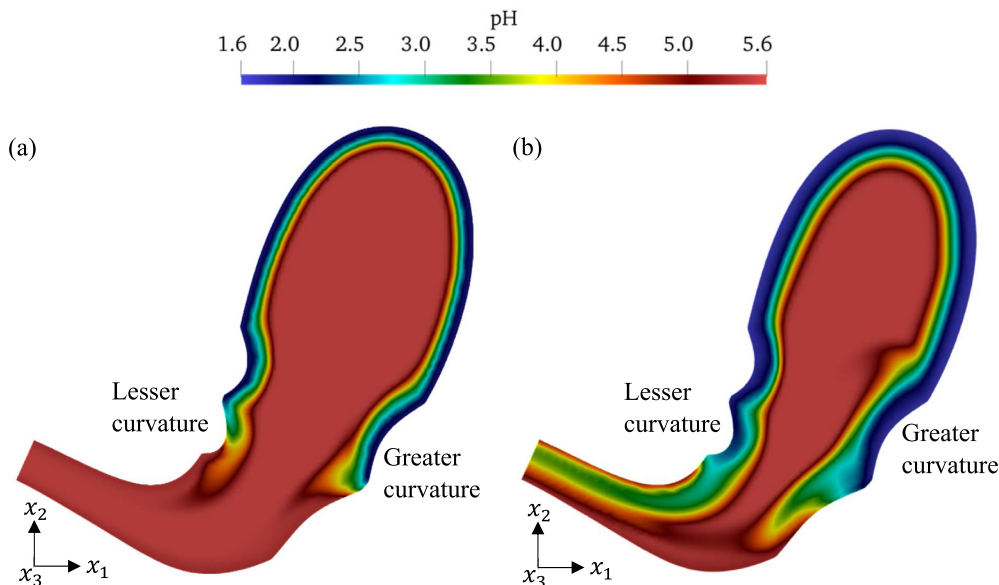 pH
1.6 2.0 2.5 3.0 3.5 4.0 4.5 5.0 5.6
(a)
Lesser
curvature
Greater
curvature
x₂
x₃ x₁
(b)
Lesser
curvature
Greater
curvature
x₂
x₃ x₁